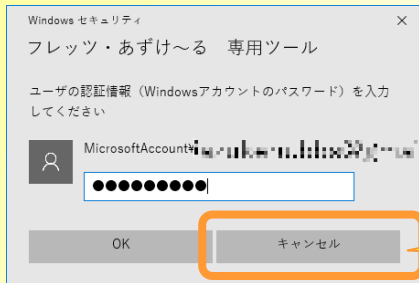 Windows セキュリティ
フレッツ・あずけ～る　専用ツール
ユーザの認証情報（Windowsアカウントのパスワード）を入力
してください
MicrosoftAccount¥
●●●●●●●●●
OK
キャンセル